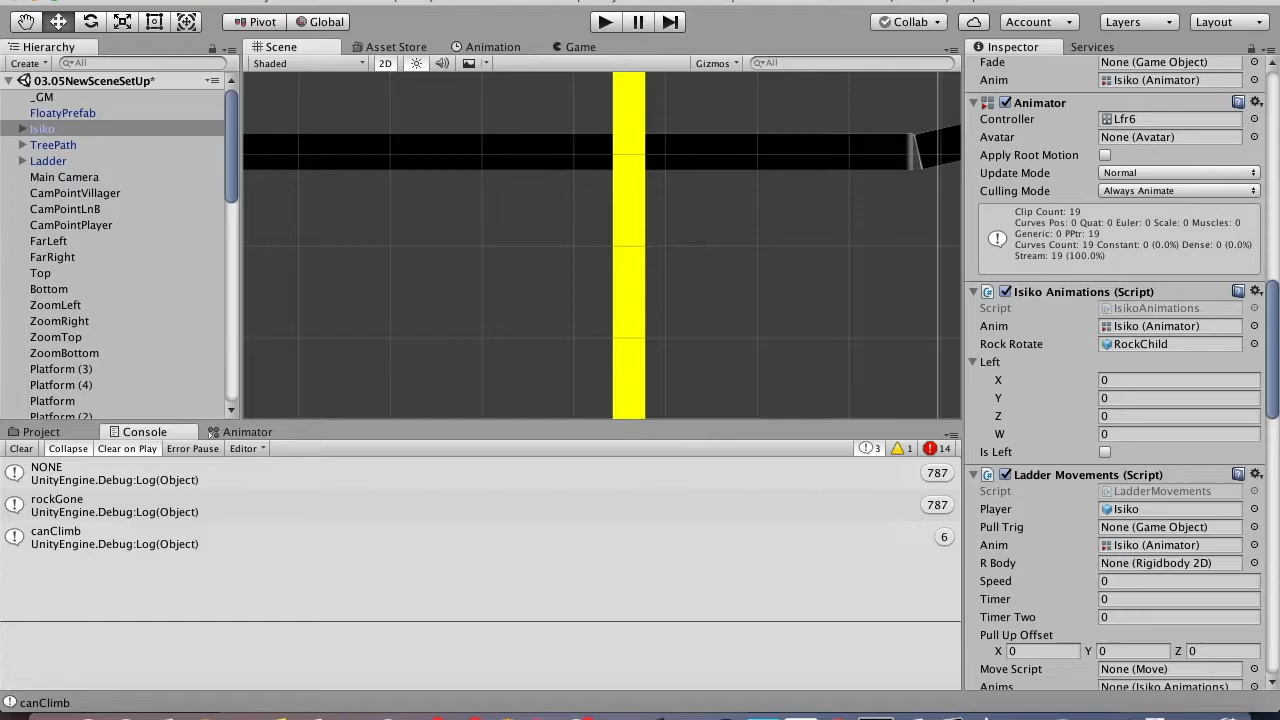 Pivot Global Collab Account Layers Layout
Hierarchy Scene Asset Store Animation Game Inspector Services
Create All Shaded 2D Gizmos All Fade None (Game Object)
03.05NewSceneSetUp* Anim Isiko (Animator)
_GM Animator
FloatyPrefab Controller Lfr6
Isiko Avatar None (Avatar)
TreePath Apply Root Motion
Ladder Update Mode Normal
Main Camera Culling Mode Always Animate
CamPointVillager
CamPointLnB Clip Count: 19
CamPointPlayer Curves Pos: 0 Quat: 0 Euler: 0 Scale: 0 Muscles: 0
FarLeft Generic: 0 PPtr: 19
FarRight Curves Count: 19 Constant: 0 (0.0%) Dense: 0 (0.0%)
Top Stream: 19 (100.0%)
Bottom Isiko Animations (Script)
ZoomLeft Script IsikoAnimations
ZoomRight Anim Isiko (Animator)
ZoomTop Rock Rotate RockChild
ZoomBottom Left
Platform (3) X 0
Platform (4) Y 0
Platform Z 0
Platform (2)
Project Console Animator W 0
Clear Collapse Clear on Play Error Pause Editor 3 1 14 Is Left
NONE 787 Ladder Movements (Script)
UnityEngine.Debug:Log(Object) Script LadderMovements
rockGone 787 Player Isiko
UnityEngine.Debug:Log(Object) Pull Trig None (Game Object)
canClimb 6 Anim Isiko (Animator)
UnityEngine.Debug:Log(Object) R Body None (Rigidbody 2D)
Speed 0
Timer 0
Timer Two 0
Pull Up Offset
X 0 Y 0 Z 0
Move Script None (Move)
Anims None (Isiko Animations)
canClimb